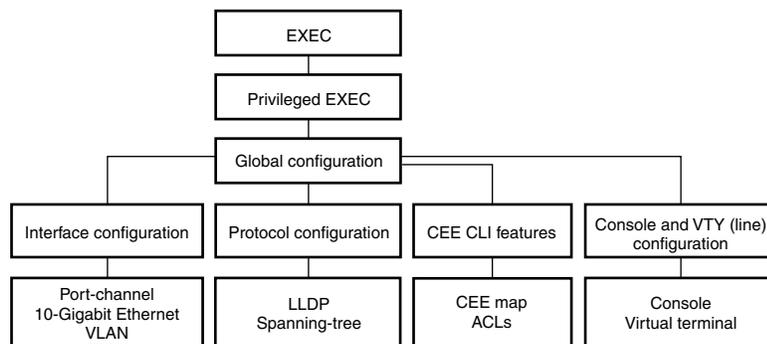 EXEC
Privileged EXEC
Global configuration
Interface configuration
Protocol configuration
CEE CLI features
Console and VTY (line)
configuration
Port-channel
10-Gigabit Ethernet
VLAN
LLDP
Spanning-tree
CEE map
ACLs
Console
Virtual terminal